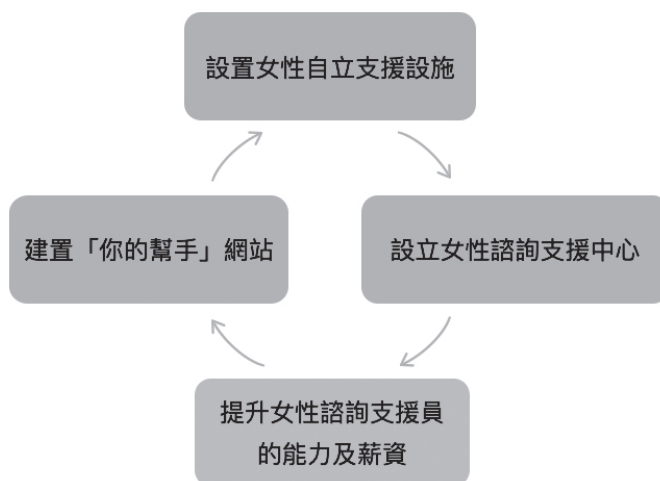 設置女性自立支援設施
建置「你的幫手」網站
設立女性諮詢支援中心
提升女性諮詢支援員
的能力及薪資